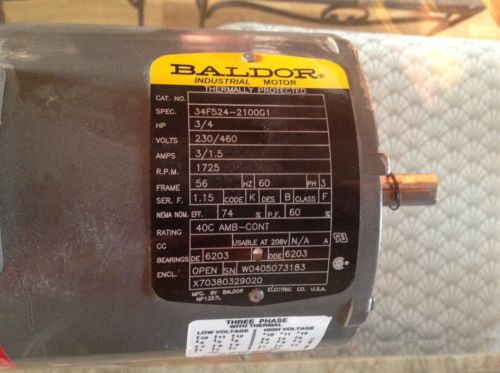 BALDOR®
INDUSTRIAL MOTOR
THERMALLY PROTECTED
CAT. NO.
SPEC. 34F524-2100G1
HP 3/4
VOLTS 230/460
AMPS 3/1.5
R.P.M. 1725
FRAME 56 HZ 60 PH 3
SER. F. 1.15 CODE K DES B CLASS F
NEMA NOM. EFF. 74 % P.F. 60 %
RATING 40C AMB-CONT
CC USABLE AT 208V N/A A
BEARINGS DE 6203 ODE 6203
ENCL. OPEN SN W0405073183
X70380329020
MFG. BY BALDOR ELECTRIC CO. U.S.A.
NP1257L
THREE PHASE
WITH THERMAL
LOW VOLTAGE HIGH VOLTAGE